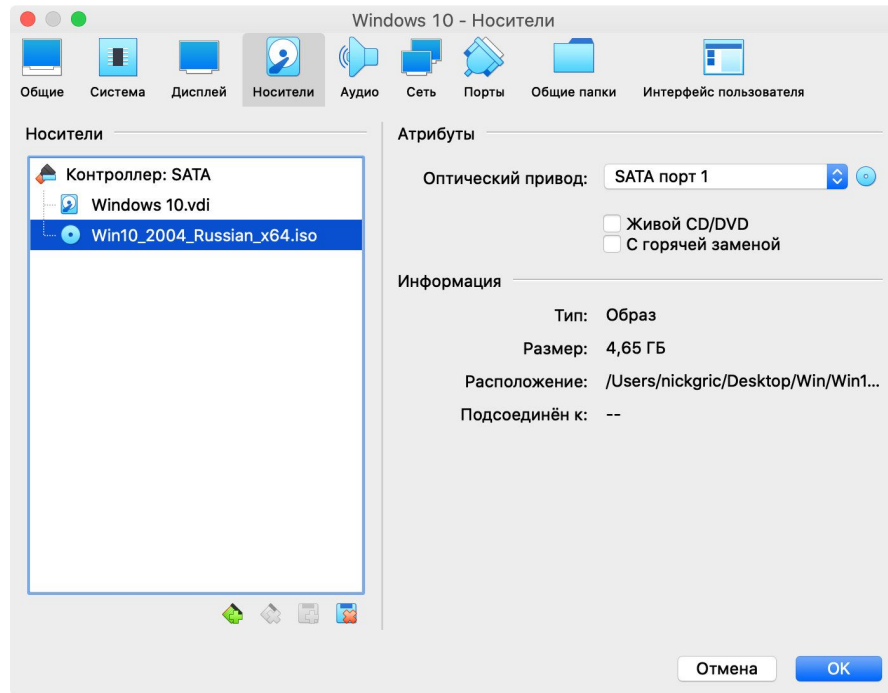 Windows 10 - Носители
Общие Система Дисплей Носители Аудио Сеть Порты Общие папки Интерфейс пользователя
Носители
Контроллер: SATA
Windows 10.vdi
Win10_2004_Russian_x64.iso
Атрибуты
Оптический привод: SATA порт 1
Живой CD/DVD
С горячей заменой
Информация
Тип: Образ
Размер: 4,65 ГБ
Расположение: /Users/nickgric/Desktop/Win/Win1...
Подсоединён к: --
Отмена OK